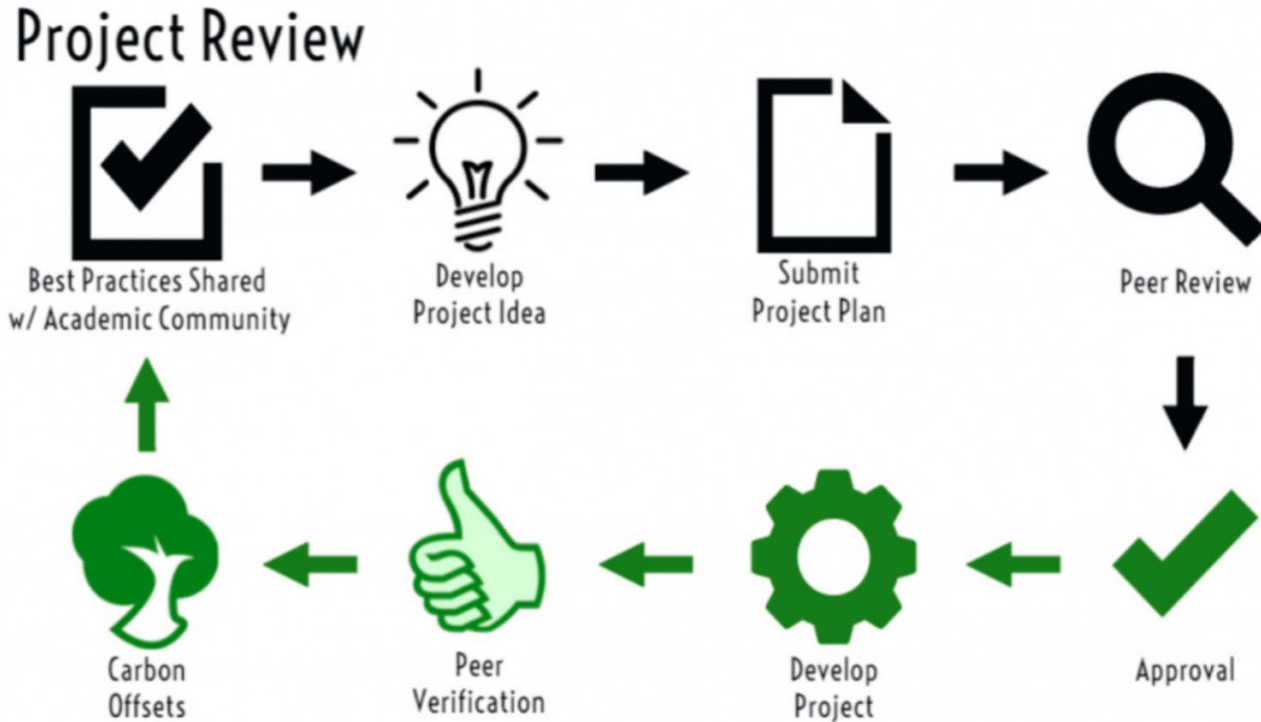 Project Review
Best Practices Shared
w/ Academic Community
Develop
Project Idea
Submit
Project Plan
Peer Review
Carbon
Offsets
Peer
Verification
Develop
Project
Approval